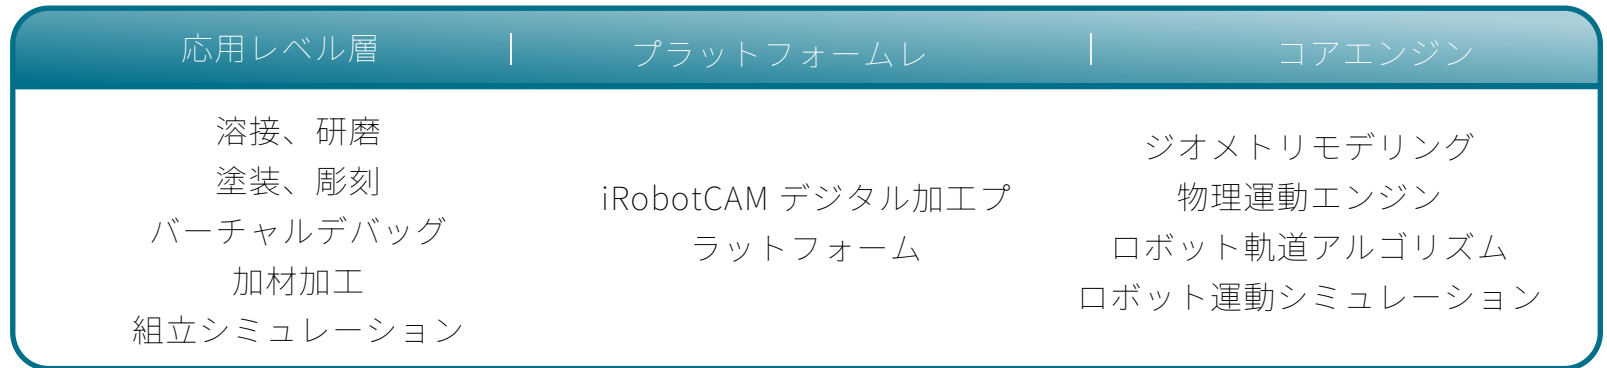 応用レベル層
プラットフォームレ
コアエンジン
溶接、研磨
塗装、彫刻
バーチャルデバッグ
加材加工
組立シミュレーション
iRobotCAM デジタル加工プ
ラットフォーム
ジオメトリモデリング
物理運動エンジン
ロボット軌道アルゴリズム
ロボット運動シミュレーション